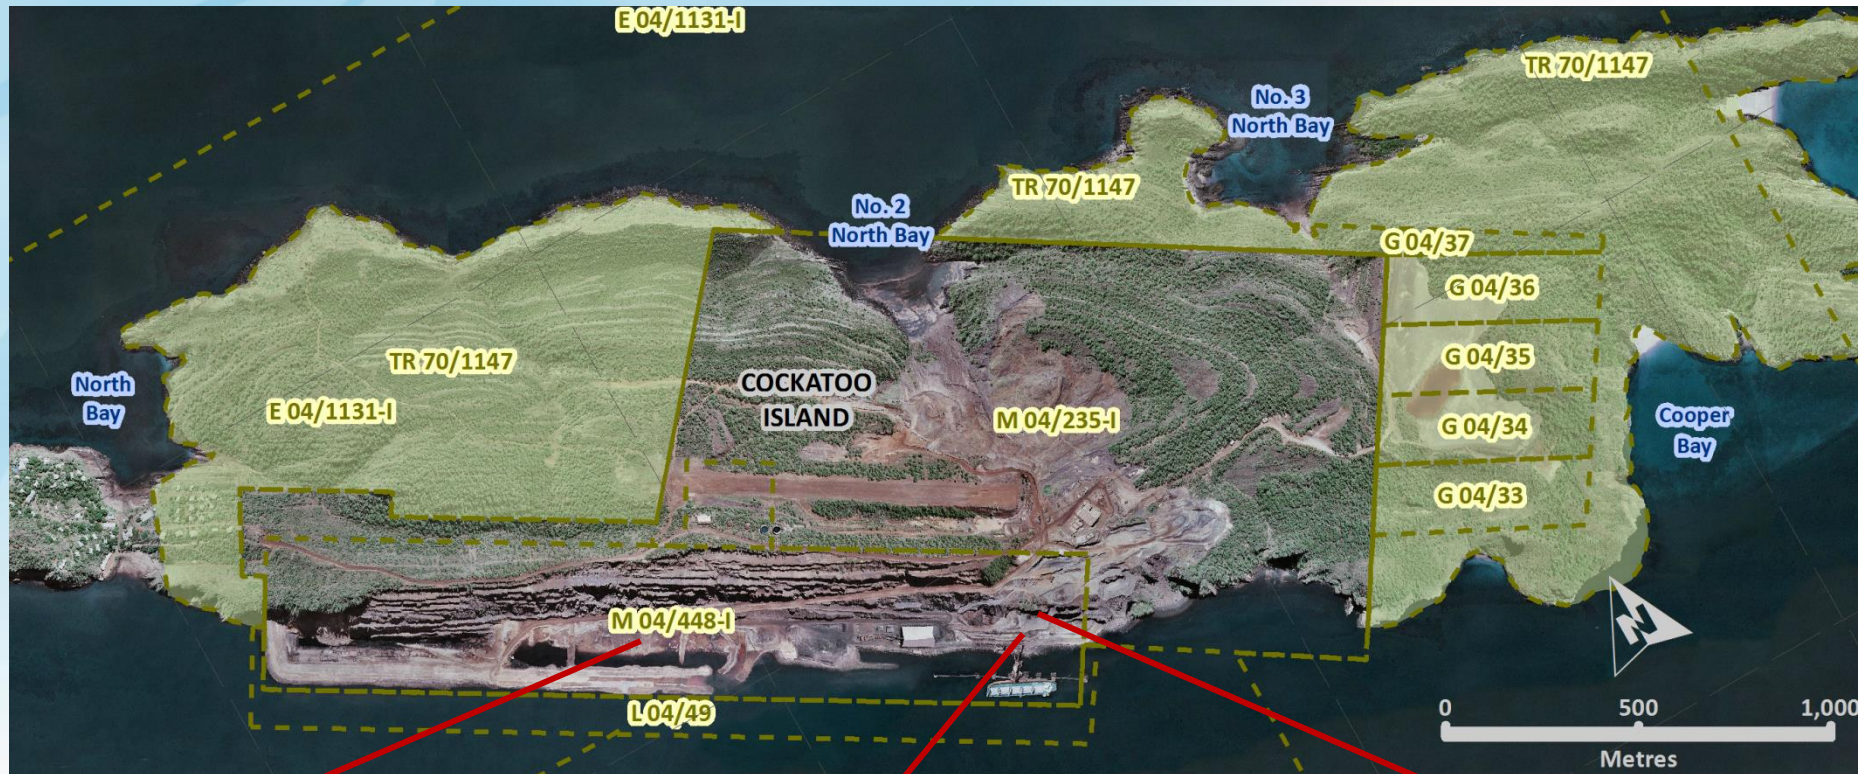 E 04/1131-I
TR 70/1147
No. 3
North Bay
TR 70/1147
No. 2
North Bay
G 04/37
G 04/36
TR 70/1147
G 04/35
North
Bay
COCKATOO
ISLAND
E 04/1131-I
M 04/235-I
G 04/34
Cooper
Bay
G 04/33
M 04/448-I
N
L 04/49
0 500 1,000
Metres